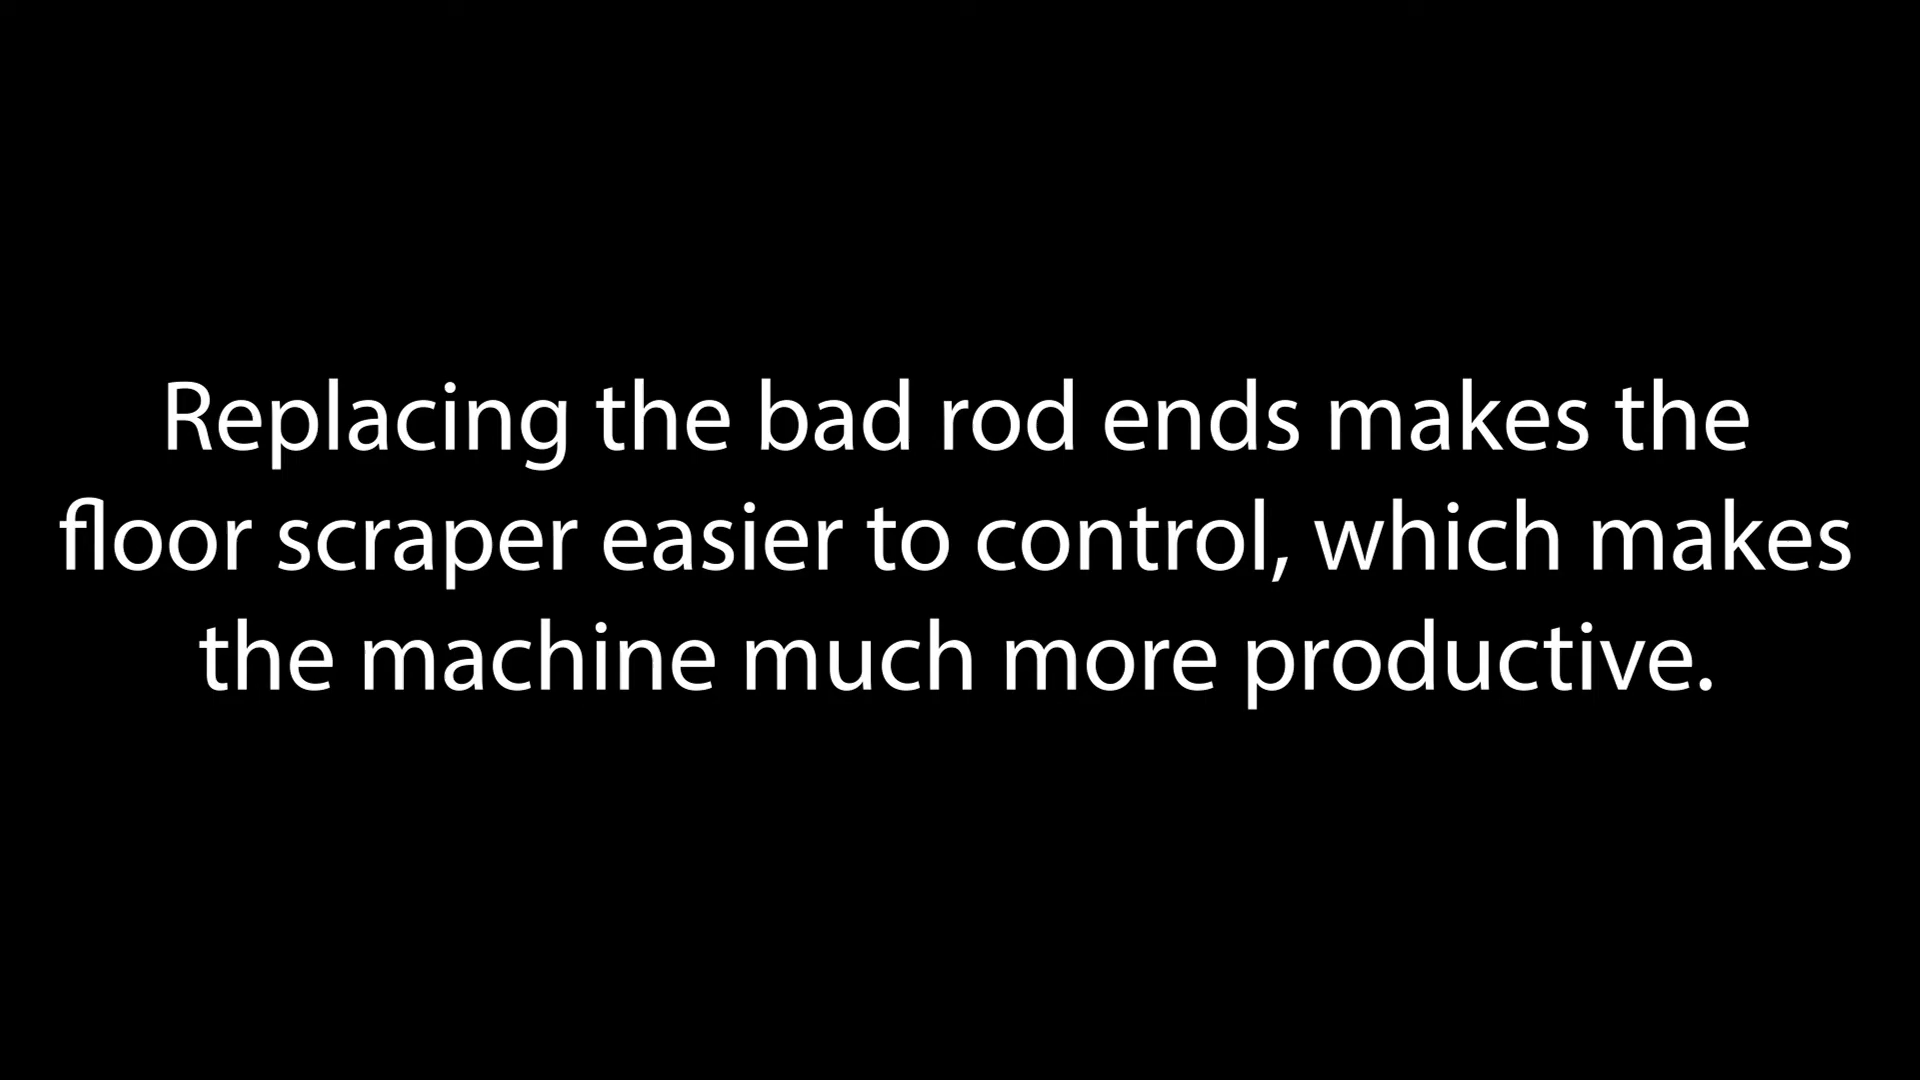 Replacing the bad rod ends makes the
floor scraper easier to control, which makes
the machine much more productive.